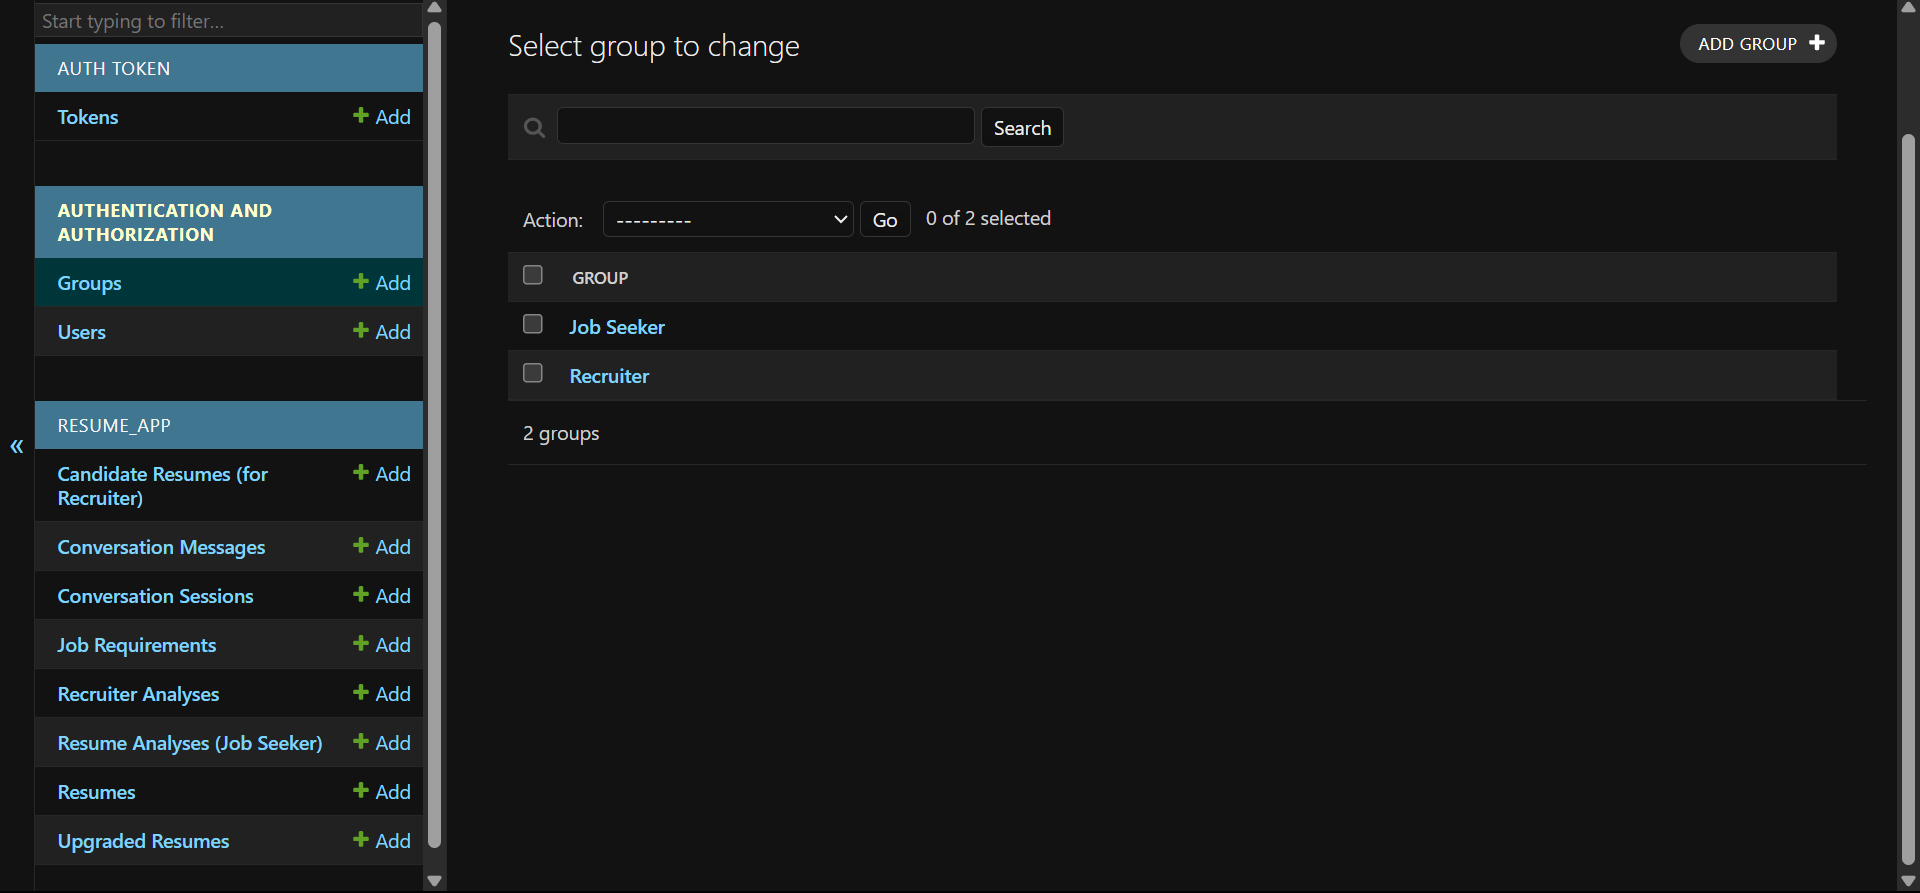 Start typing to filter...
AUTH TOKEN
Tokens
Add
AUTHENTICATION AND
AUTHORIZATION
Groups
Add
Users
Add
«
RESUME_APP
Candidate Resumes (for
Recruiter)
Add
Conversation Messages
Add
Conversation Sessions
Add
Job Requirements
Add
Recruiter Analyses
Add
Resume Analyses (Job Seeker)
Add
Resumes
Add
Upgraded Resumes
Add
Select group to change
ADD GROUP
Search
Action:
---------
Go
0 of 2 selected
GROUP
Job Seeker
Recruiter
2 groups